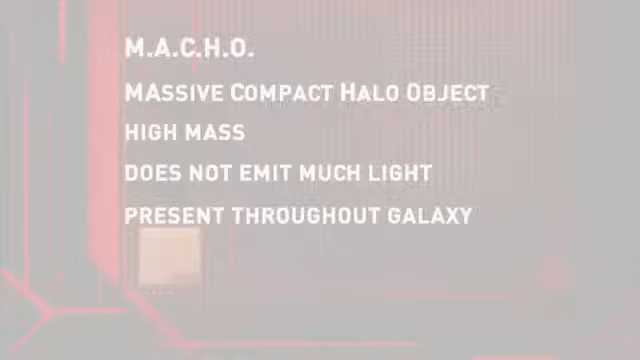 M.A.C.H.O.
MASSIVE COMPACT HALO OBJECT
HIGH MASS
DOES NOT EMIT MUCH LIGHT
PRESENT THROUGHOUT GALAXY